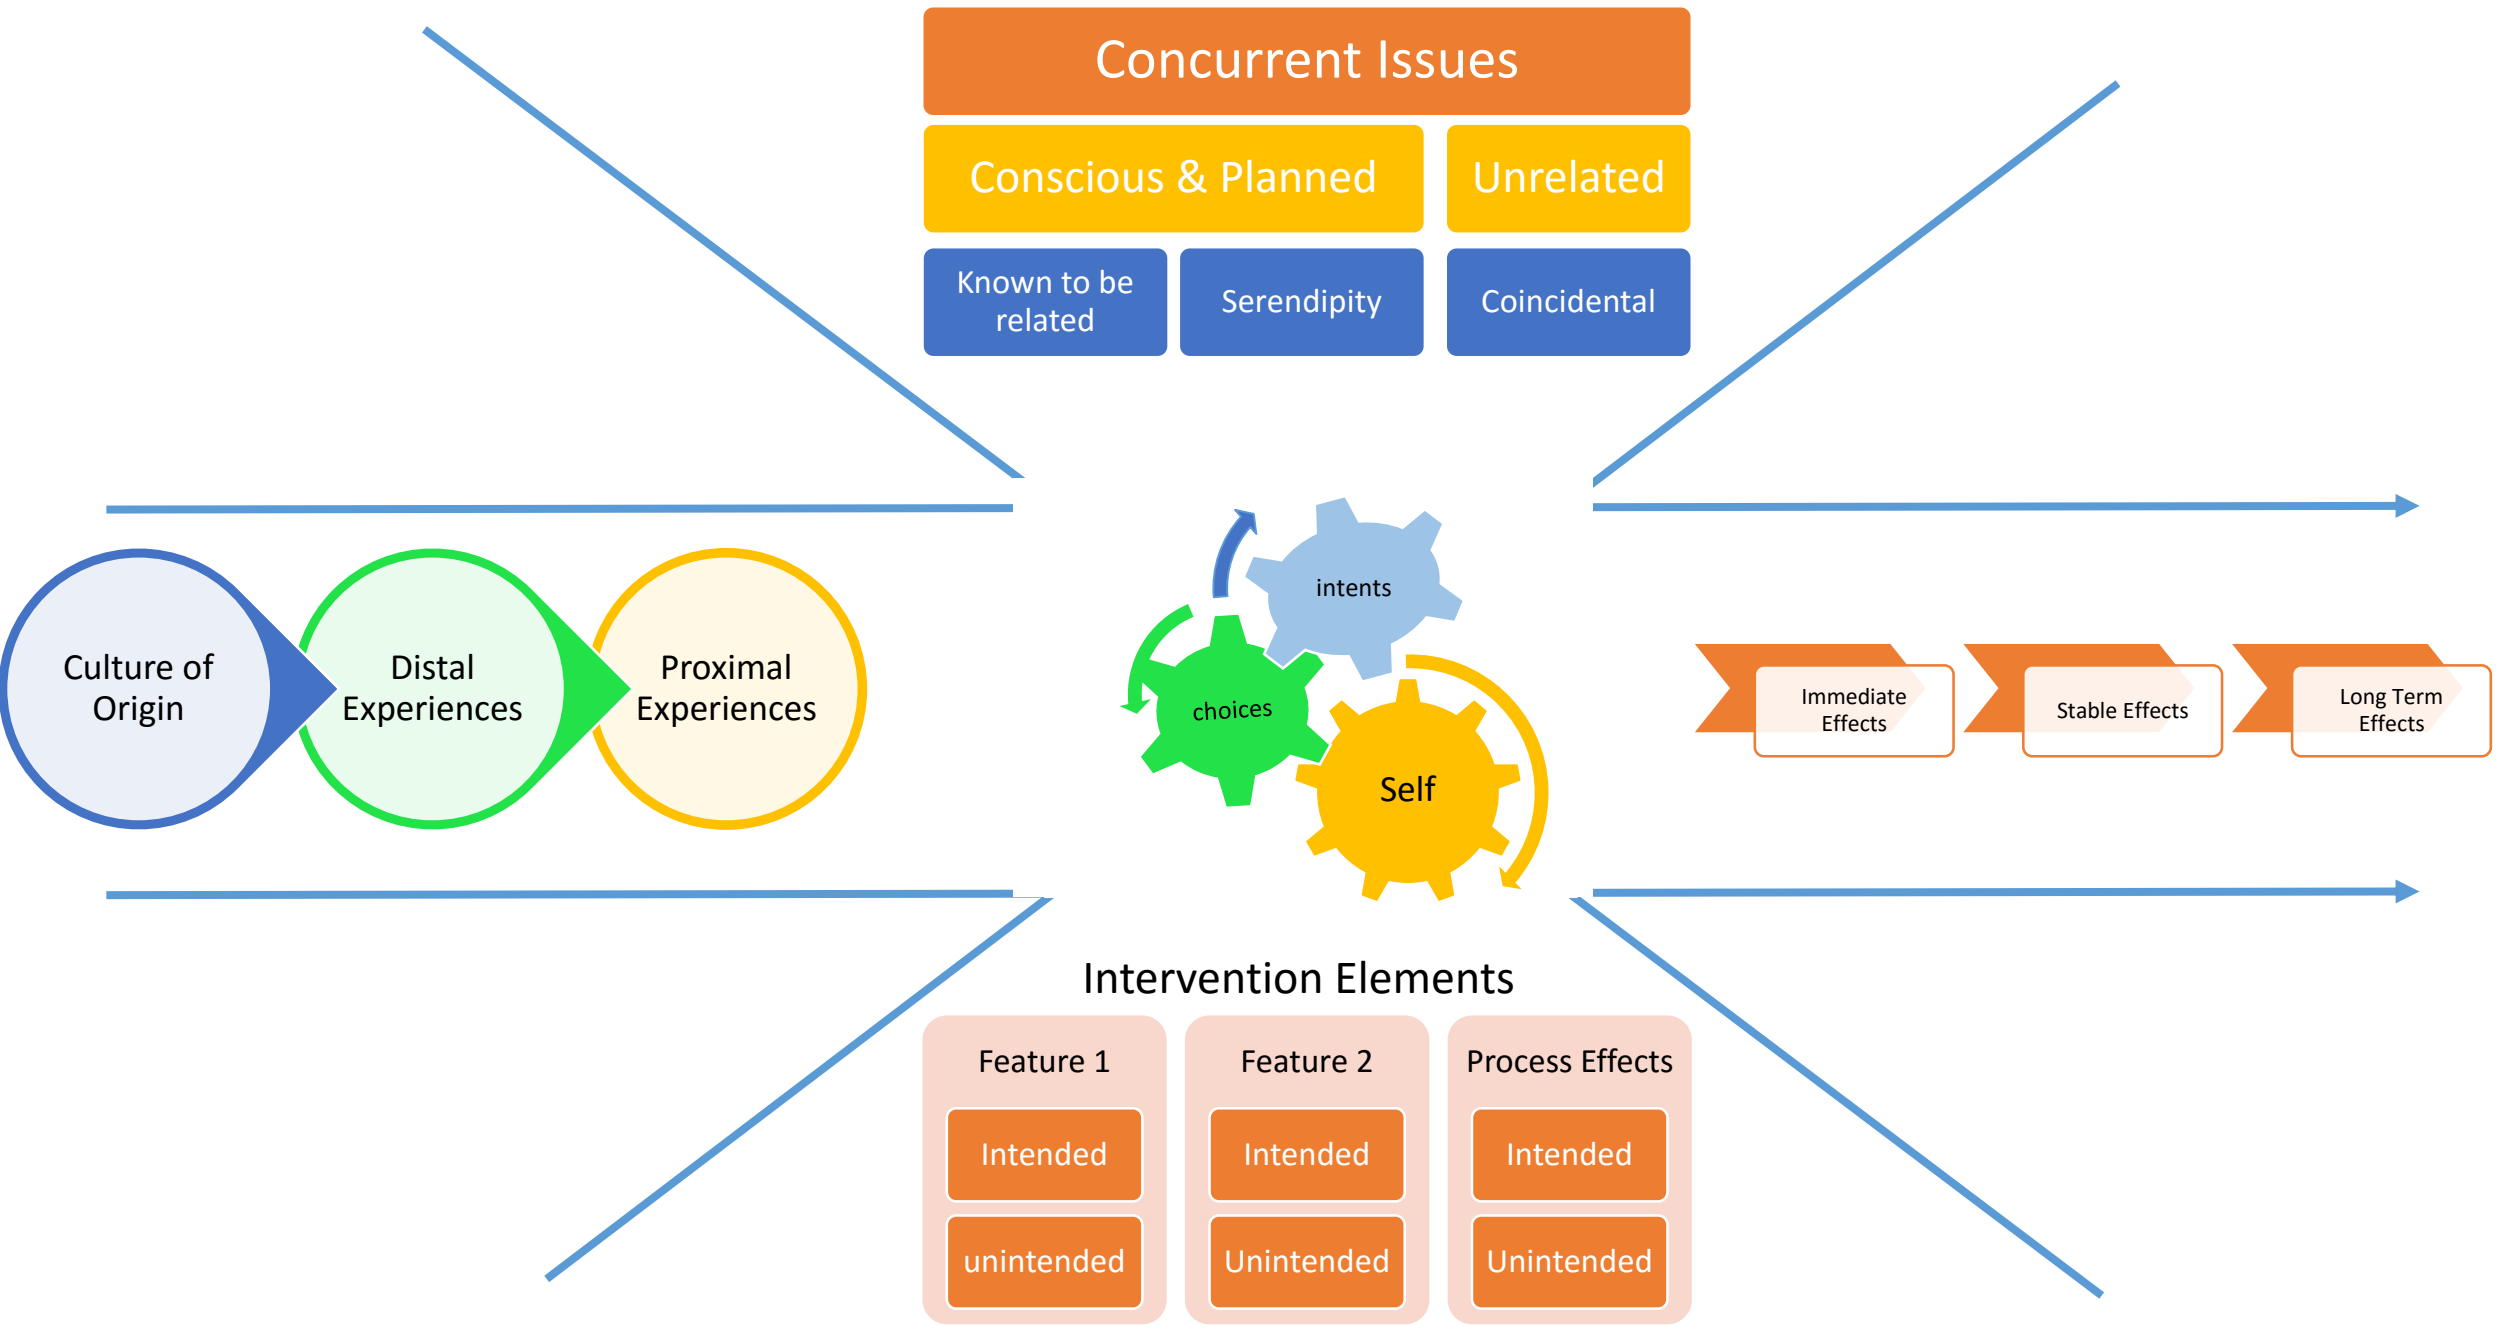 Concurrent Issues
Conscious & Planned
Unrelated
Known to be
related
Serendipity
Coincidental
Culture of
Origin
Distal
Experiences
Proximal
Experiences
intents
choices
Self
Immediate
Effects
Stable Effects
Long Term
Effects
Intervention Elements
Feature 1
Intended
unintended
Feature 2
Intended
Unintended
Process Effects
Intended
Unintended